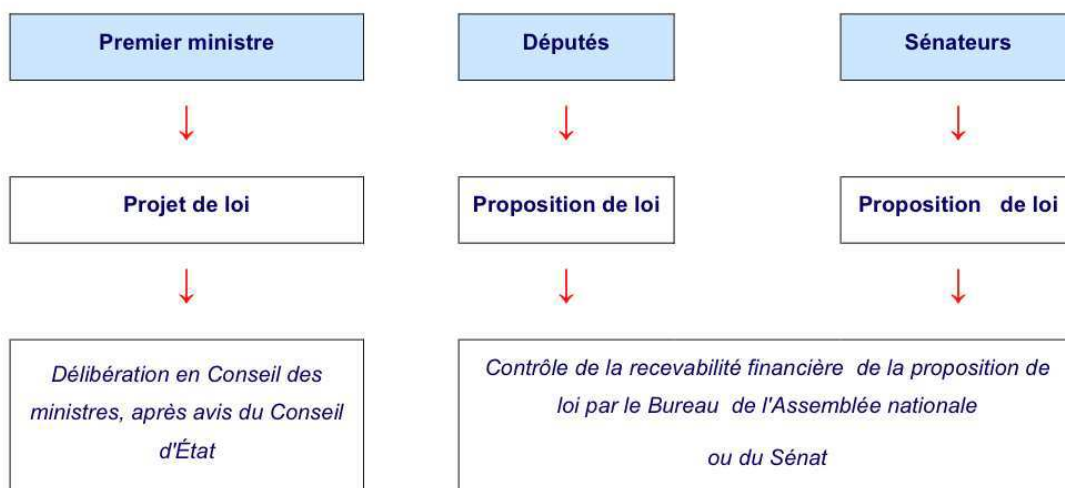 Premier ministre
Députés
Sénateurs
Projet de loi
Proposition de loi
Proposition de loi
Délibération en Conseil des
ministres, après avis du Conseil
d'État
Contrôle de la recevabilité financière de la proposition de
loi par le Bureau de l'Assemblée nationale
ou du Sénat